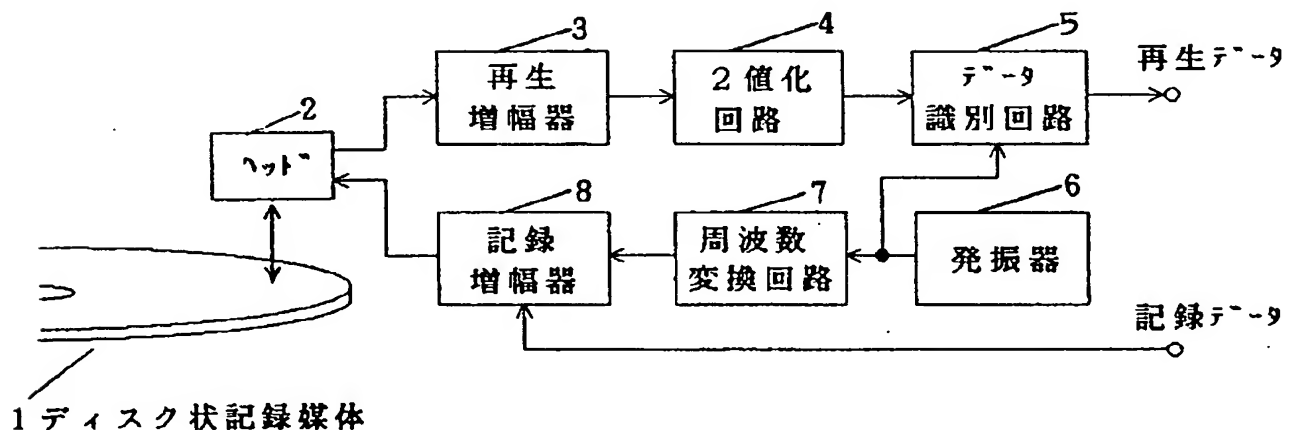 3
再生
増幅器
4
2値化
回路
5
データ
識別回路
再生データ
2
ヘッド
8
記録
増幅器
7
周波数
変換回路
6
発振器
記録データ
1ディスク状記録媒体